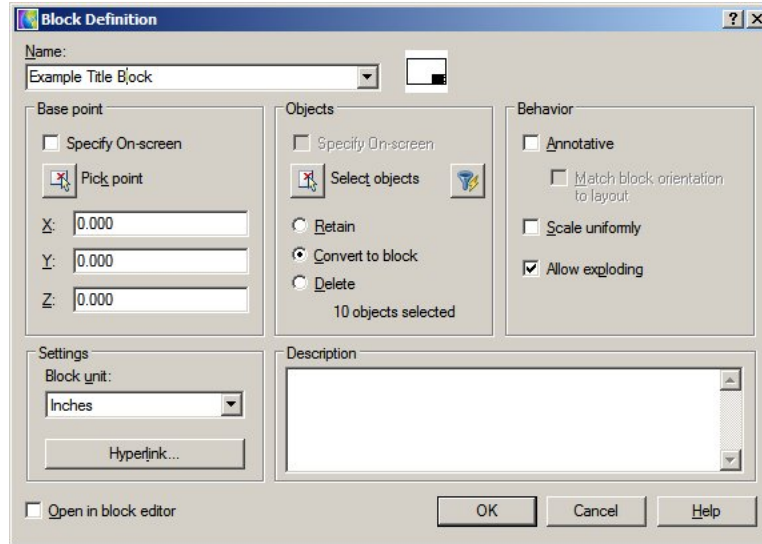 Block Definition
Name:
Example Title Block
Base point
Specify On-screen
Pick point
X: 0.000
Y: 0.000
Z: 0.000
Objects
Specify On-screen
Select objects
Retain
Convert to block
Delete
10 objects selected
Behavior
Annotative
Match block orientation
to layout
Scale uniformly
Allow exploding
Settings
Block unit:
Inches
Hyperlink...
Description
Open in block editor
OK
Cancel
Help